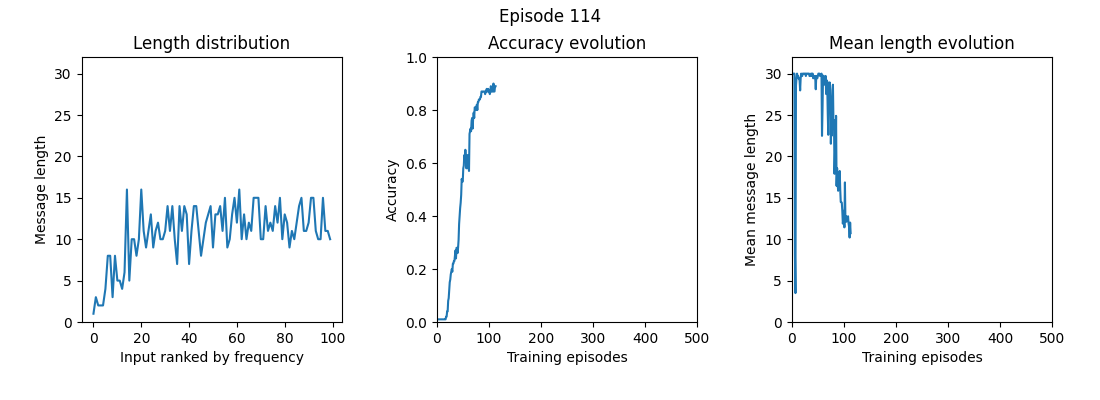 Episode 114
Length distribution
Accuracy evolution
Mean length evolution
Message length
30
25
20
15
10
5
0
0 20 40 60 80 100
Input ranked by frequency
Accuracy
1.0
0.8
0.6
0.4
0.2
0.0
0 100 200 300 400 500
Training episodes
Mean message length
30
25
20
15
10
5
0
0 100 200 300 400 500
Training episodes